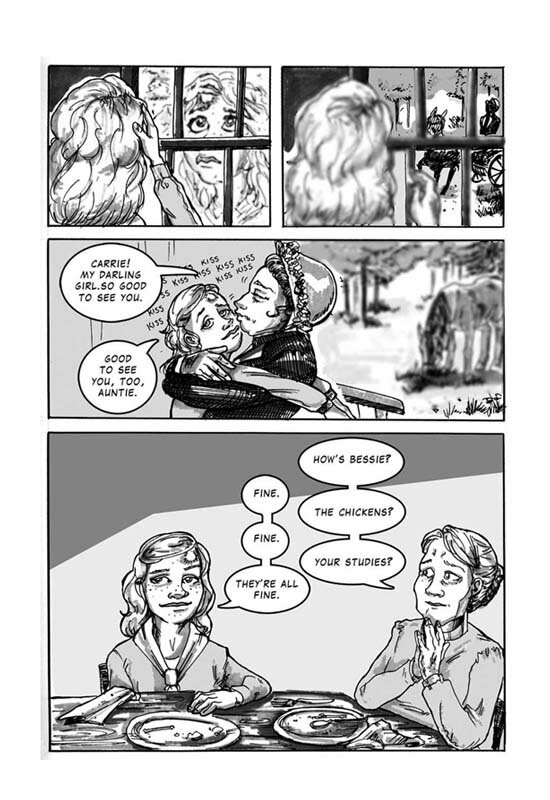 CARRIE!
MY DARLING
GIRL.SO GOOD
TO SEE YOU.
KISS
KISS KISS
KISS KISS KISS
KISS KISS
KISS
KISS
GOOD
TO SEE
YOU, TOO,
AUNTIE.
HOW'S BESSIE?
FINE.
THE CHICKENS?
FINE.
YOUR STUDIES?
THEY'RE ALL
FINE.